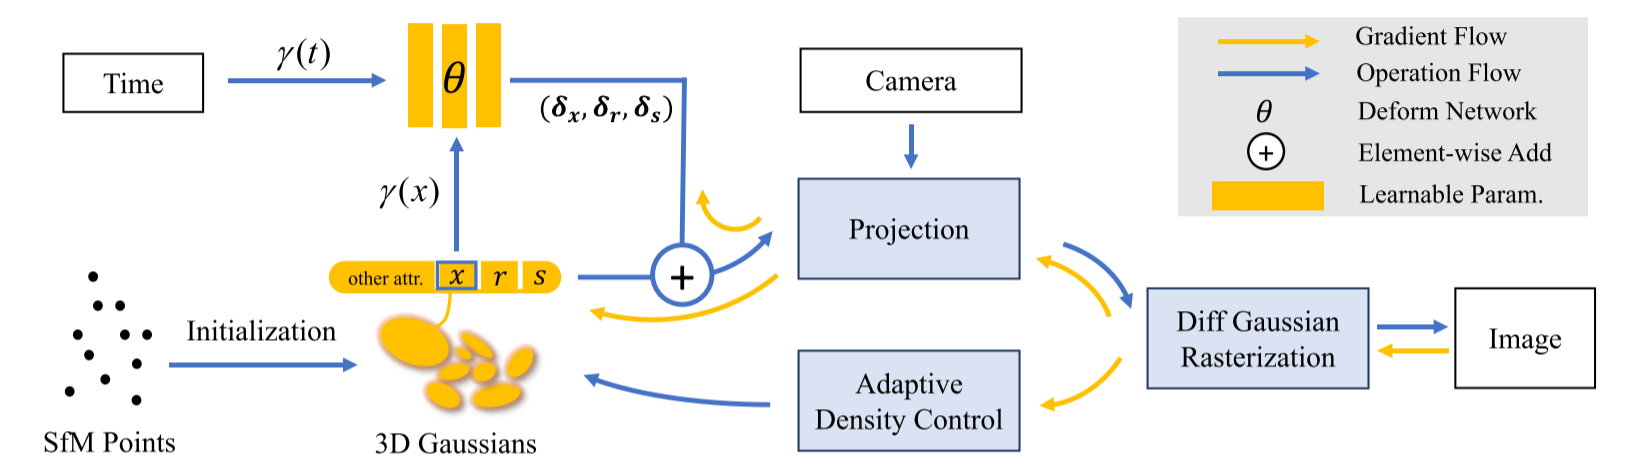 Time
γ(t)
θ
(δx, δr, δs)
γ(x)
other attr. x r s
+
Initialization
SfM Points
3D Gaussians
Camera
Projection
Adaptive
Density Control
Diff Gaussian
Rasterization
Image
Gradient Flow
Operation Flow
θ Deform Network
+ Element-wise Add
Learnable Param.